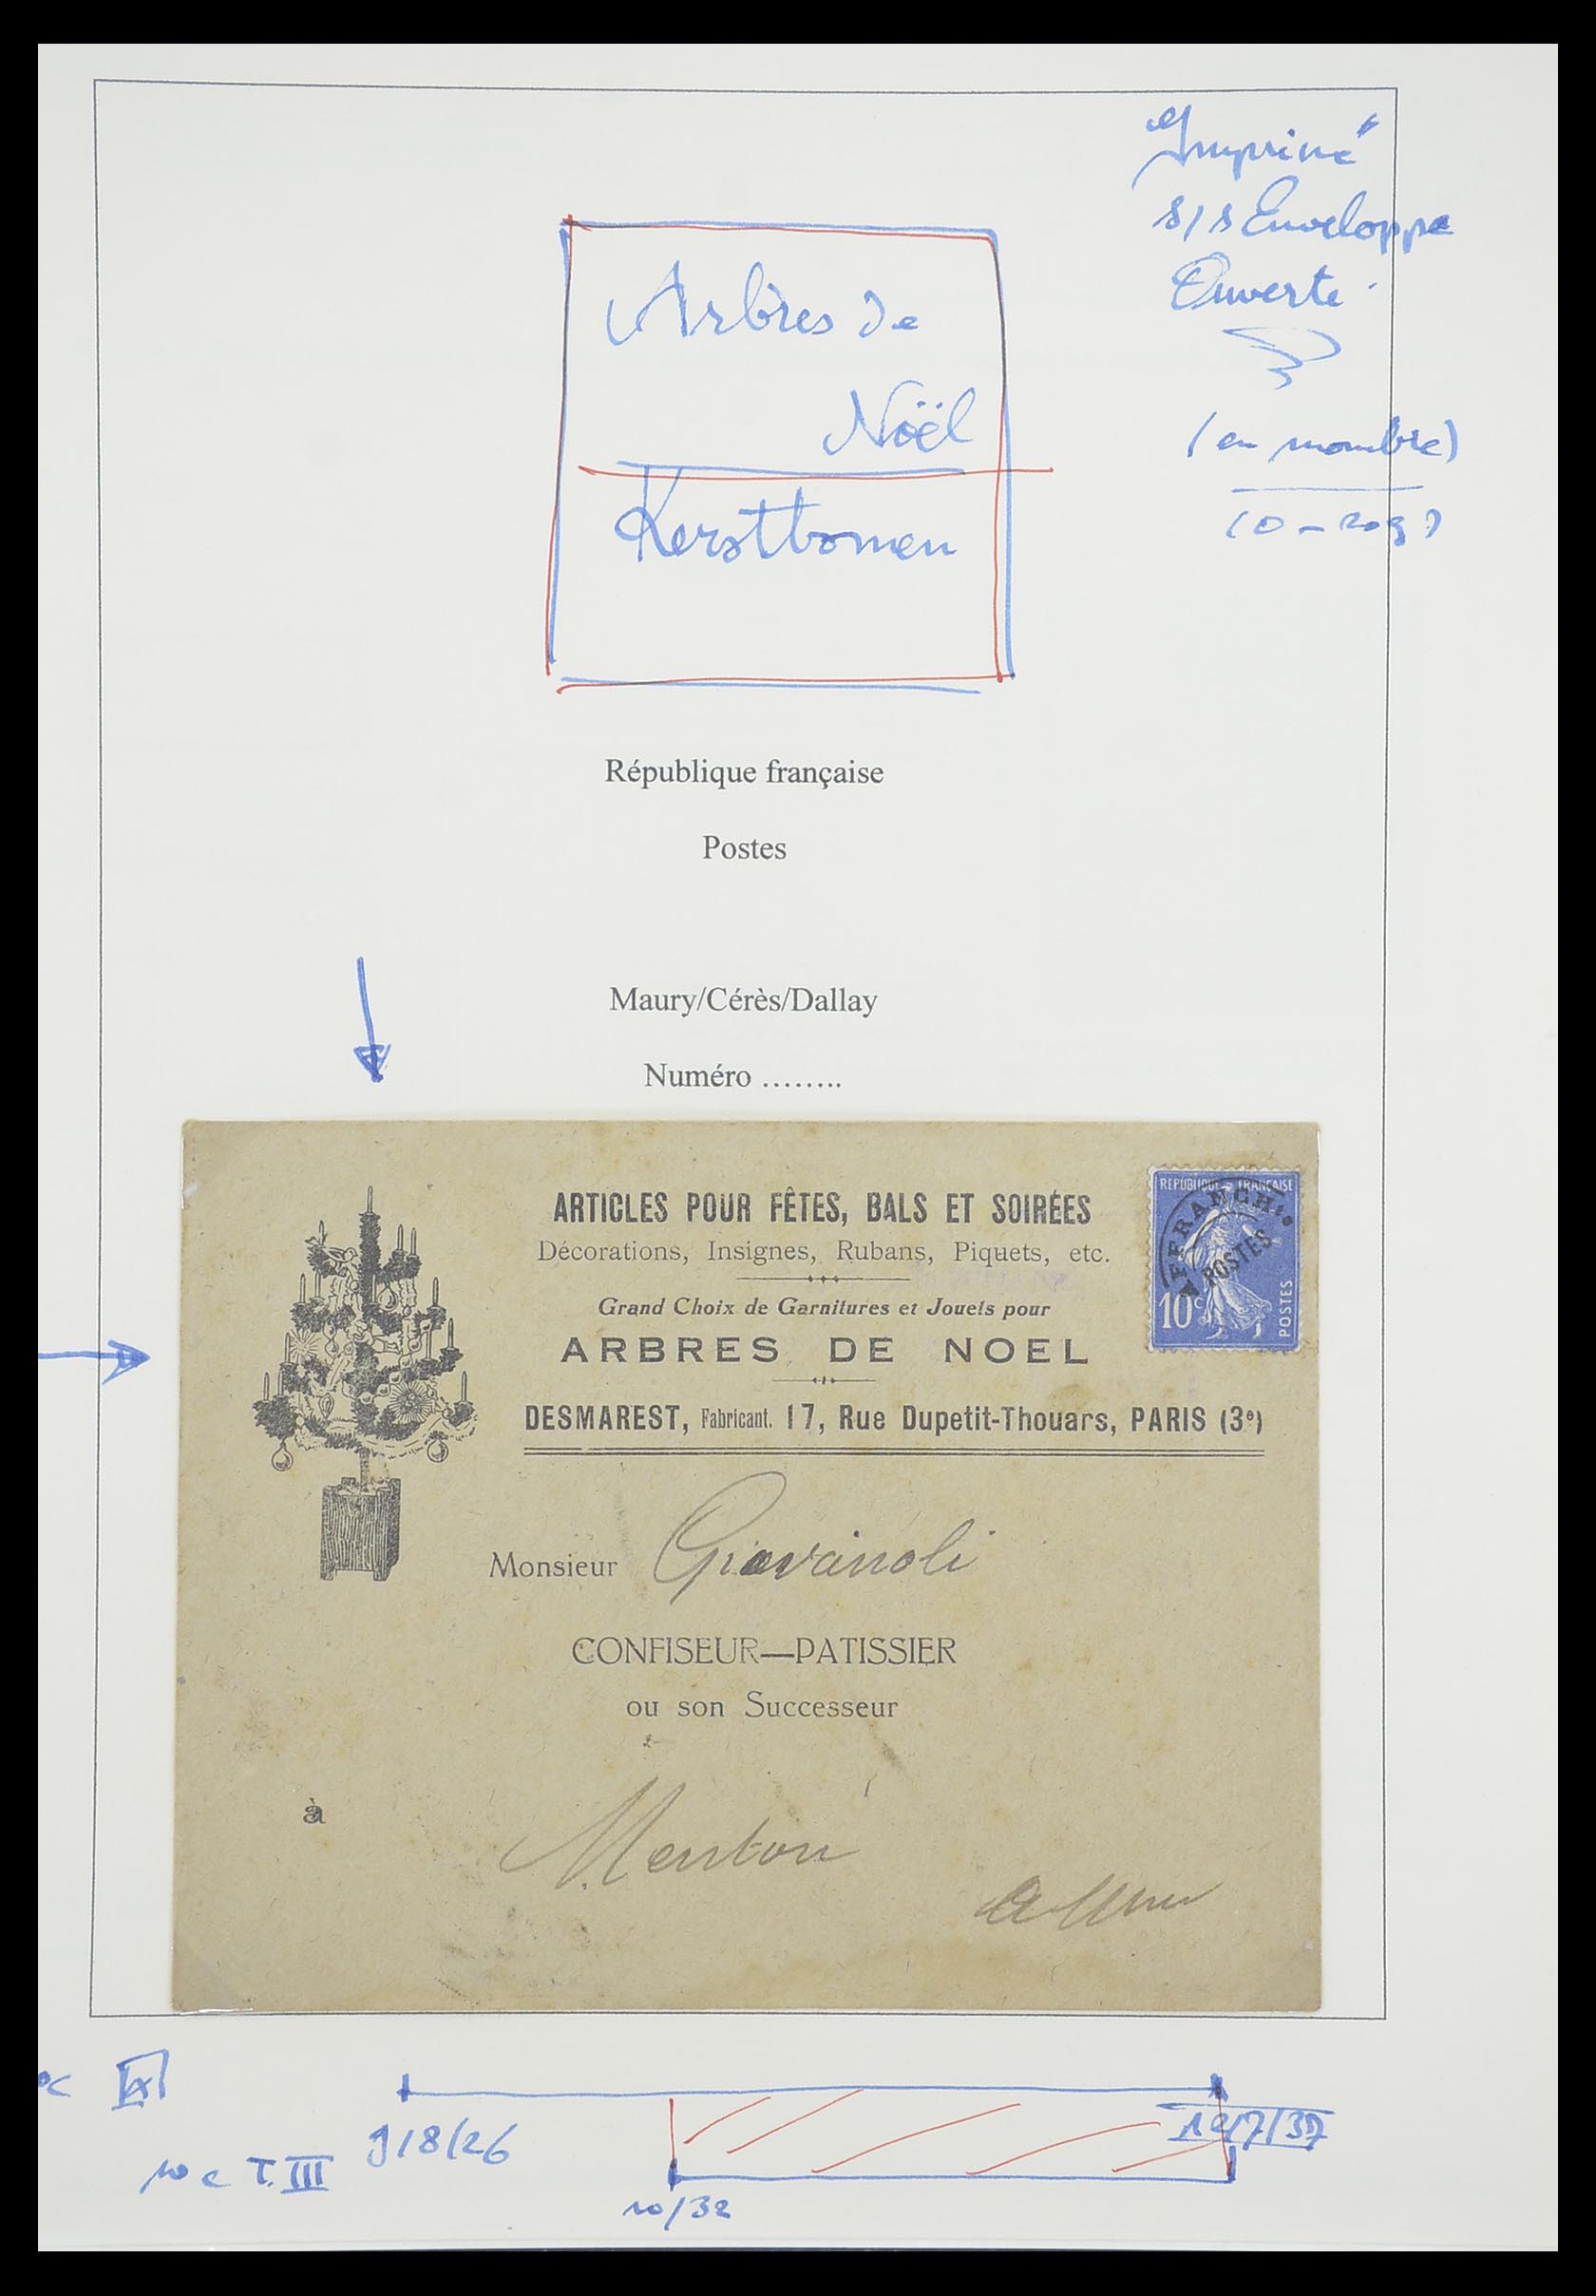 Imprimé
s/s Enveloppe
Ouverte
(en nombre)
(0-20g)
Arbres de
Noël
Kerstbomen
République française
Postes
Maury/Cérès/Dallay
Numéro ........
ARTICLES POUR FÊTES, BALS ET SOIRÉES
Décorations, Insignes, Rubans, Piquets, etc.
Grand Choix de Garnitures et Jouets pour
ARBRES DE NOEL
DESMAREST, Fabricant. 17, Rue Dupetit-Thouars, PARIS (3e)
REPUBLIQUE FRANÇAISE
AFFRANCHts
POSTES
10c
POSTES
Monsieur Giovanoli
CONFISEUR—PATISSIER
ou son Successeur
à
Menton
9/8/26
12/7/37
10c T.III
10/32